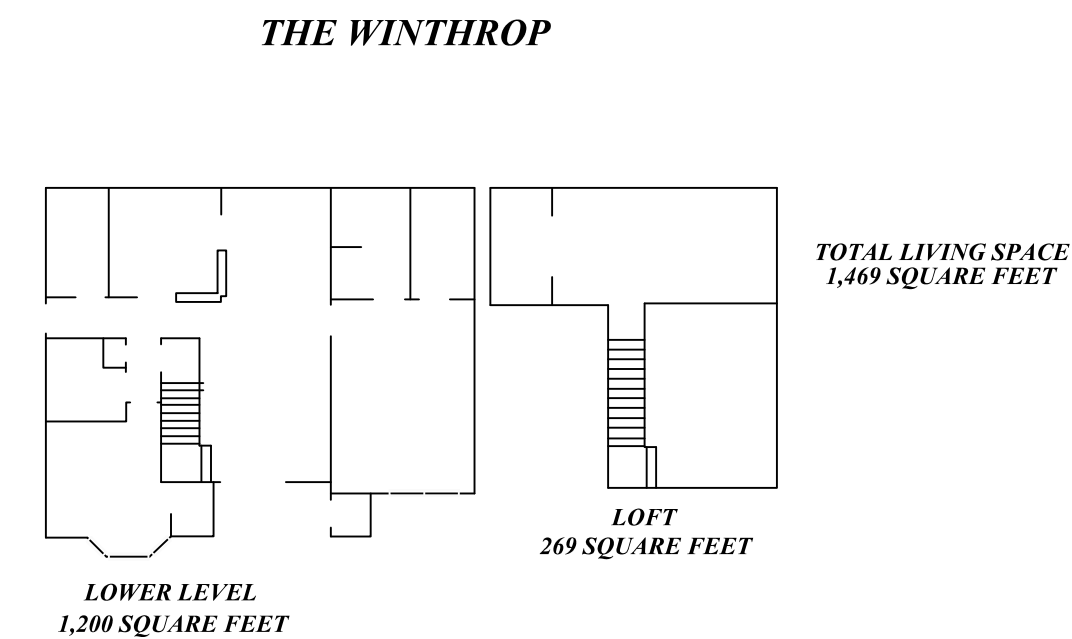 THE WINTHROP
TOTAL LIVING SPACE
1,469 SQUARE FEET
LOFT
269 SQUARE FEET
LOWER LEVEL
1,200 SQUARE FEET